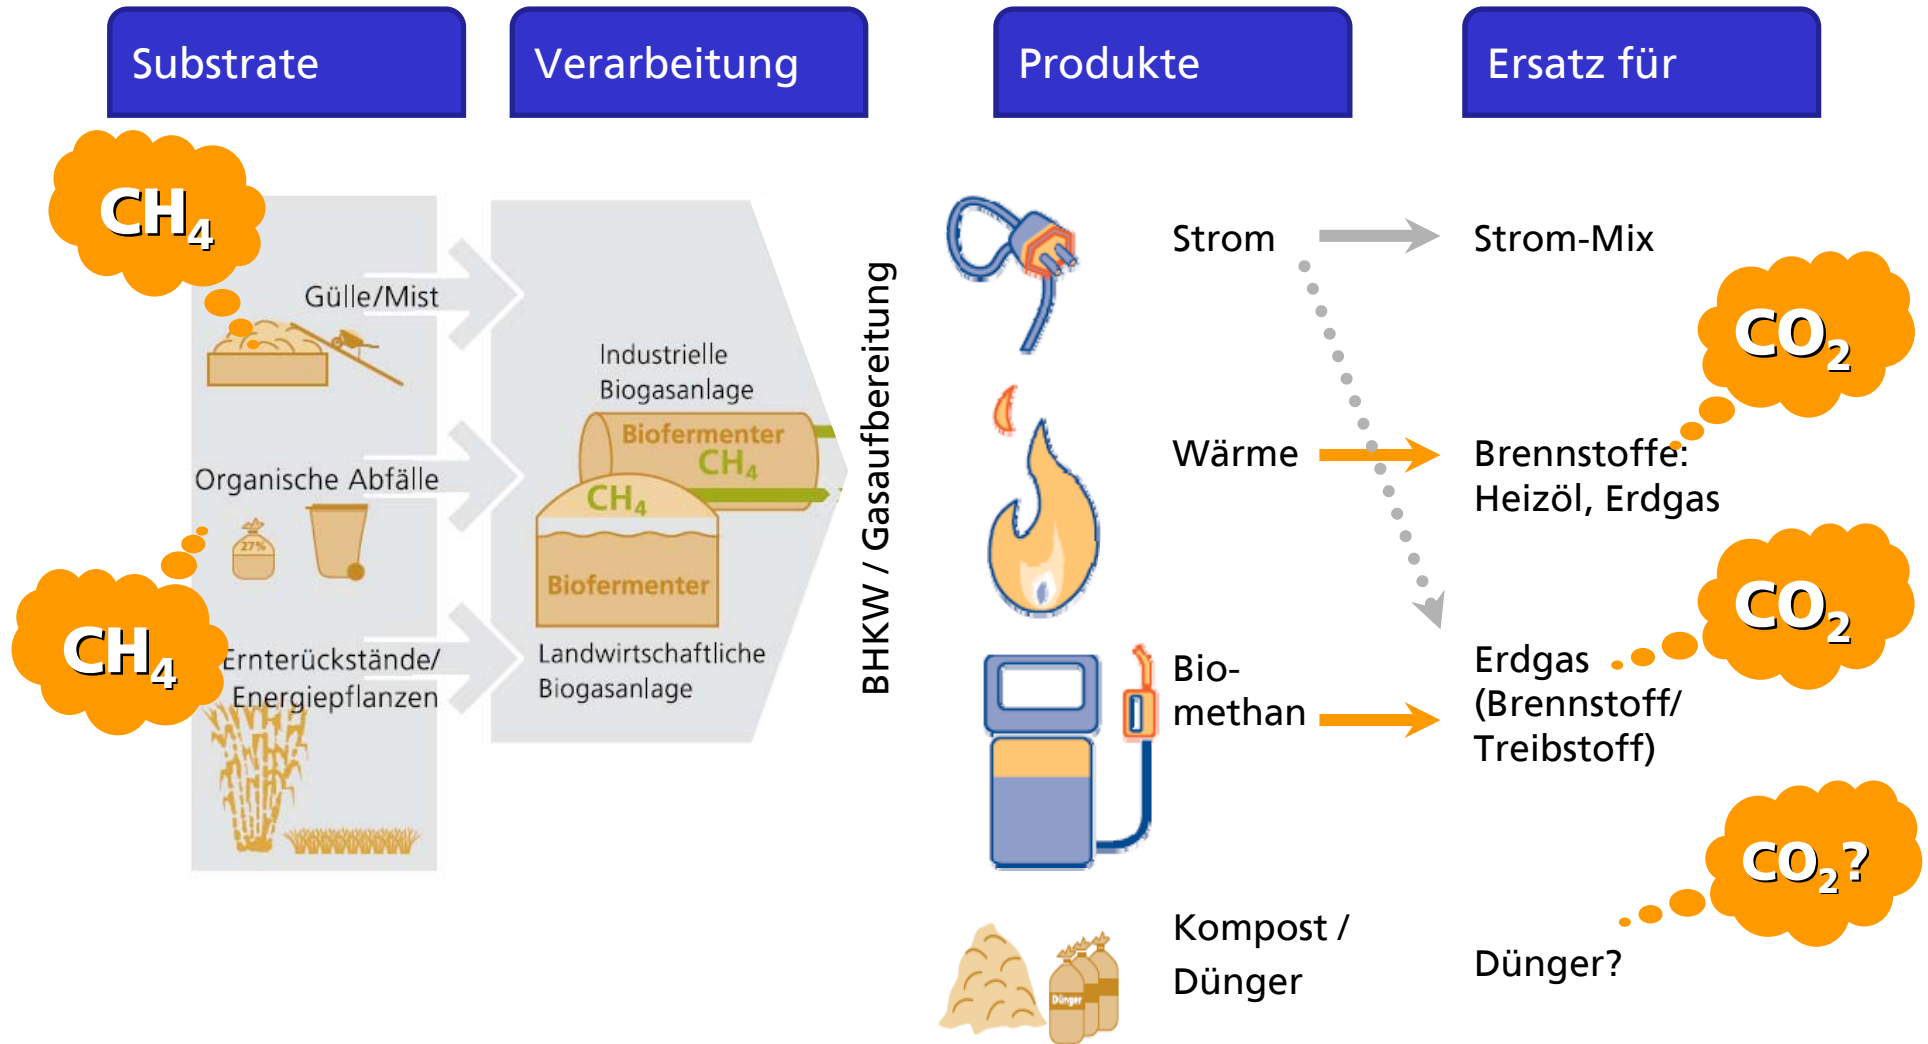 Substrate
Verarbeitung
Produkte
Ersatz für
CH₄
Gülle/Mist
Organische Abfälle
27%
CH₄
Ernterückstände/
Energiepflanzen
Industrielle
Biogasanlage
Biofermenter
CH₄
CH₄
Biofermenter
Landwirtschaftliche
Biogasanlage
BHKW / Gasaufbereitung
Strom
Wärme
Bio-
methan
Kompost /
Dünger
Dünger
Strom-Mix
CO₂
Brennstoffe:
Heizöl, Erdgas
CO₂
Erdgas
(Brennstoff/
Treibstoff)
CO₂?
Dünger?